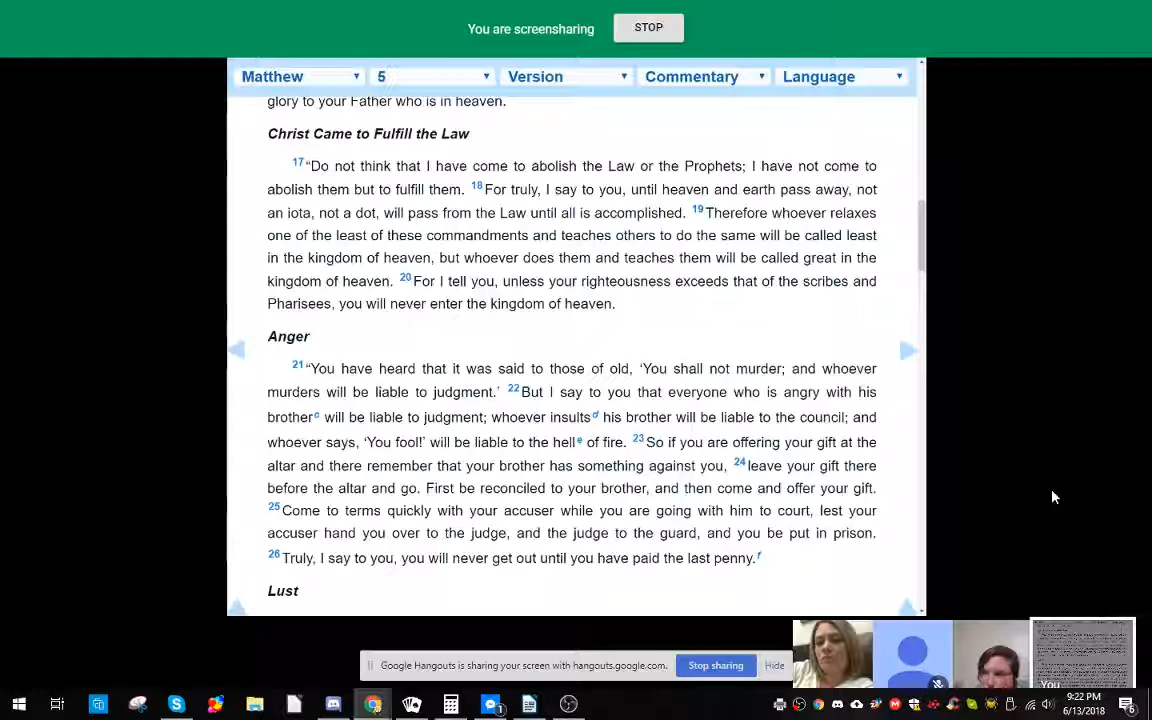 You are screensharing STOP
Matthew 5 Version Commentary Language
glory to your Father who is in heaven.
Christ Came to Fulfill the Law
17 “Do not think that I have come to abolish the Law or the Prophets; I have not come to
abolish them but to fulfill them. 18 For truly, I say to you, until heaven and earth pass away, not
an iota, not a dot, will pass from the Law until all is accomplished. 19 Therefore whoever relaxes
one of the least of these commandments and teaches others to do the same will be called least
in the kingdom of heaven, but whoever does them and teaches them will be called great in the
kingdom of heaven. 20 For I tell you, unless your righteousness exceeds that of the scribes and
Pharisees, you will never enter the kingdom of heaven.
Anger
21 “You have heard that it was said to those of old, ‘You shall not murder; and whoever
murders will be liable to judgment.’ 22 But I say to you that everyone who is angry with his
brother c will be liable to judgment; whoever insults d his brother will be liable to the council; and
whoever says, ‘You fool!’ will be liable to the hell e of fire. 23 So if you are offering your gift at the
altar and there remember that your brother has something against you, 24 leave your gift there
before the altar and go. First be reconciled to your brother, and then come and offer your gift.
25 Come to terms quickly with your accuser while you are going with him to court, lest your
accuser hand you over to the judge, and the judge to the guard, and you be put in prison.
26 Truly, I say to you, you will never get out until you have paid the last penny. f
Lust
Google Hangouts is sharing your screen with hangouts.google.com. Stop sharing Hide
You
9:22 PM
6/13/2018